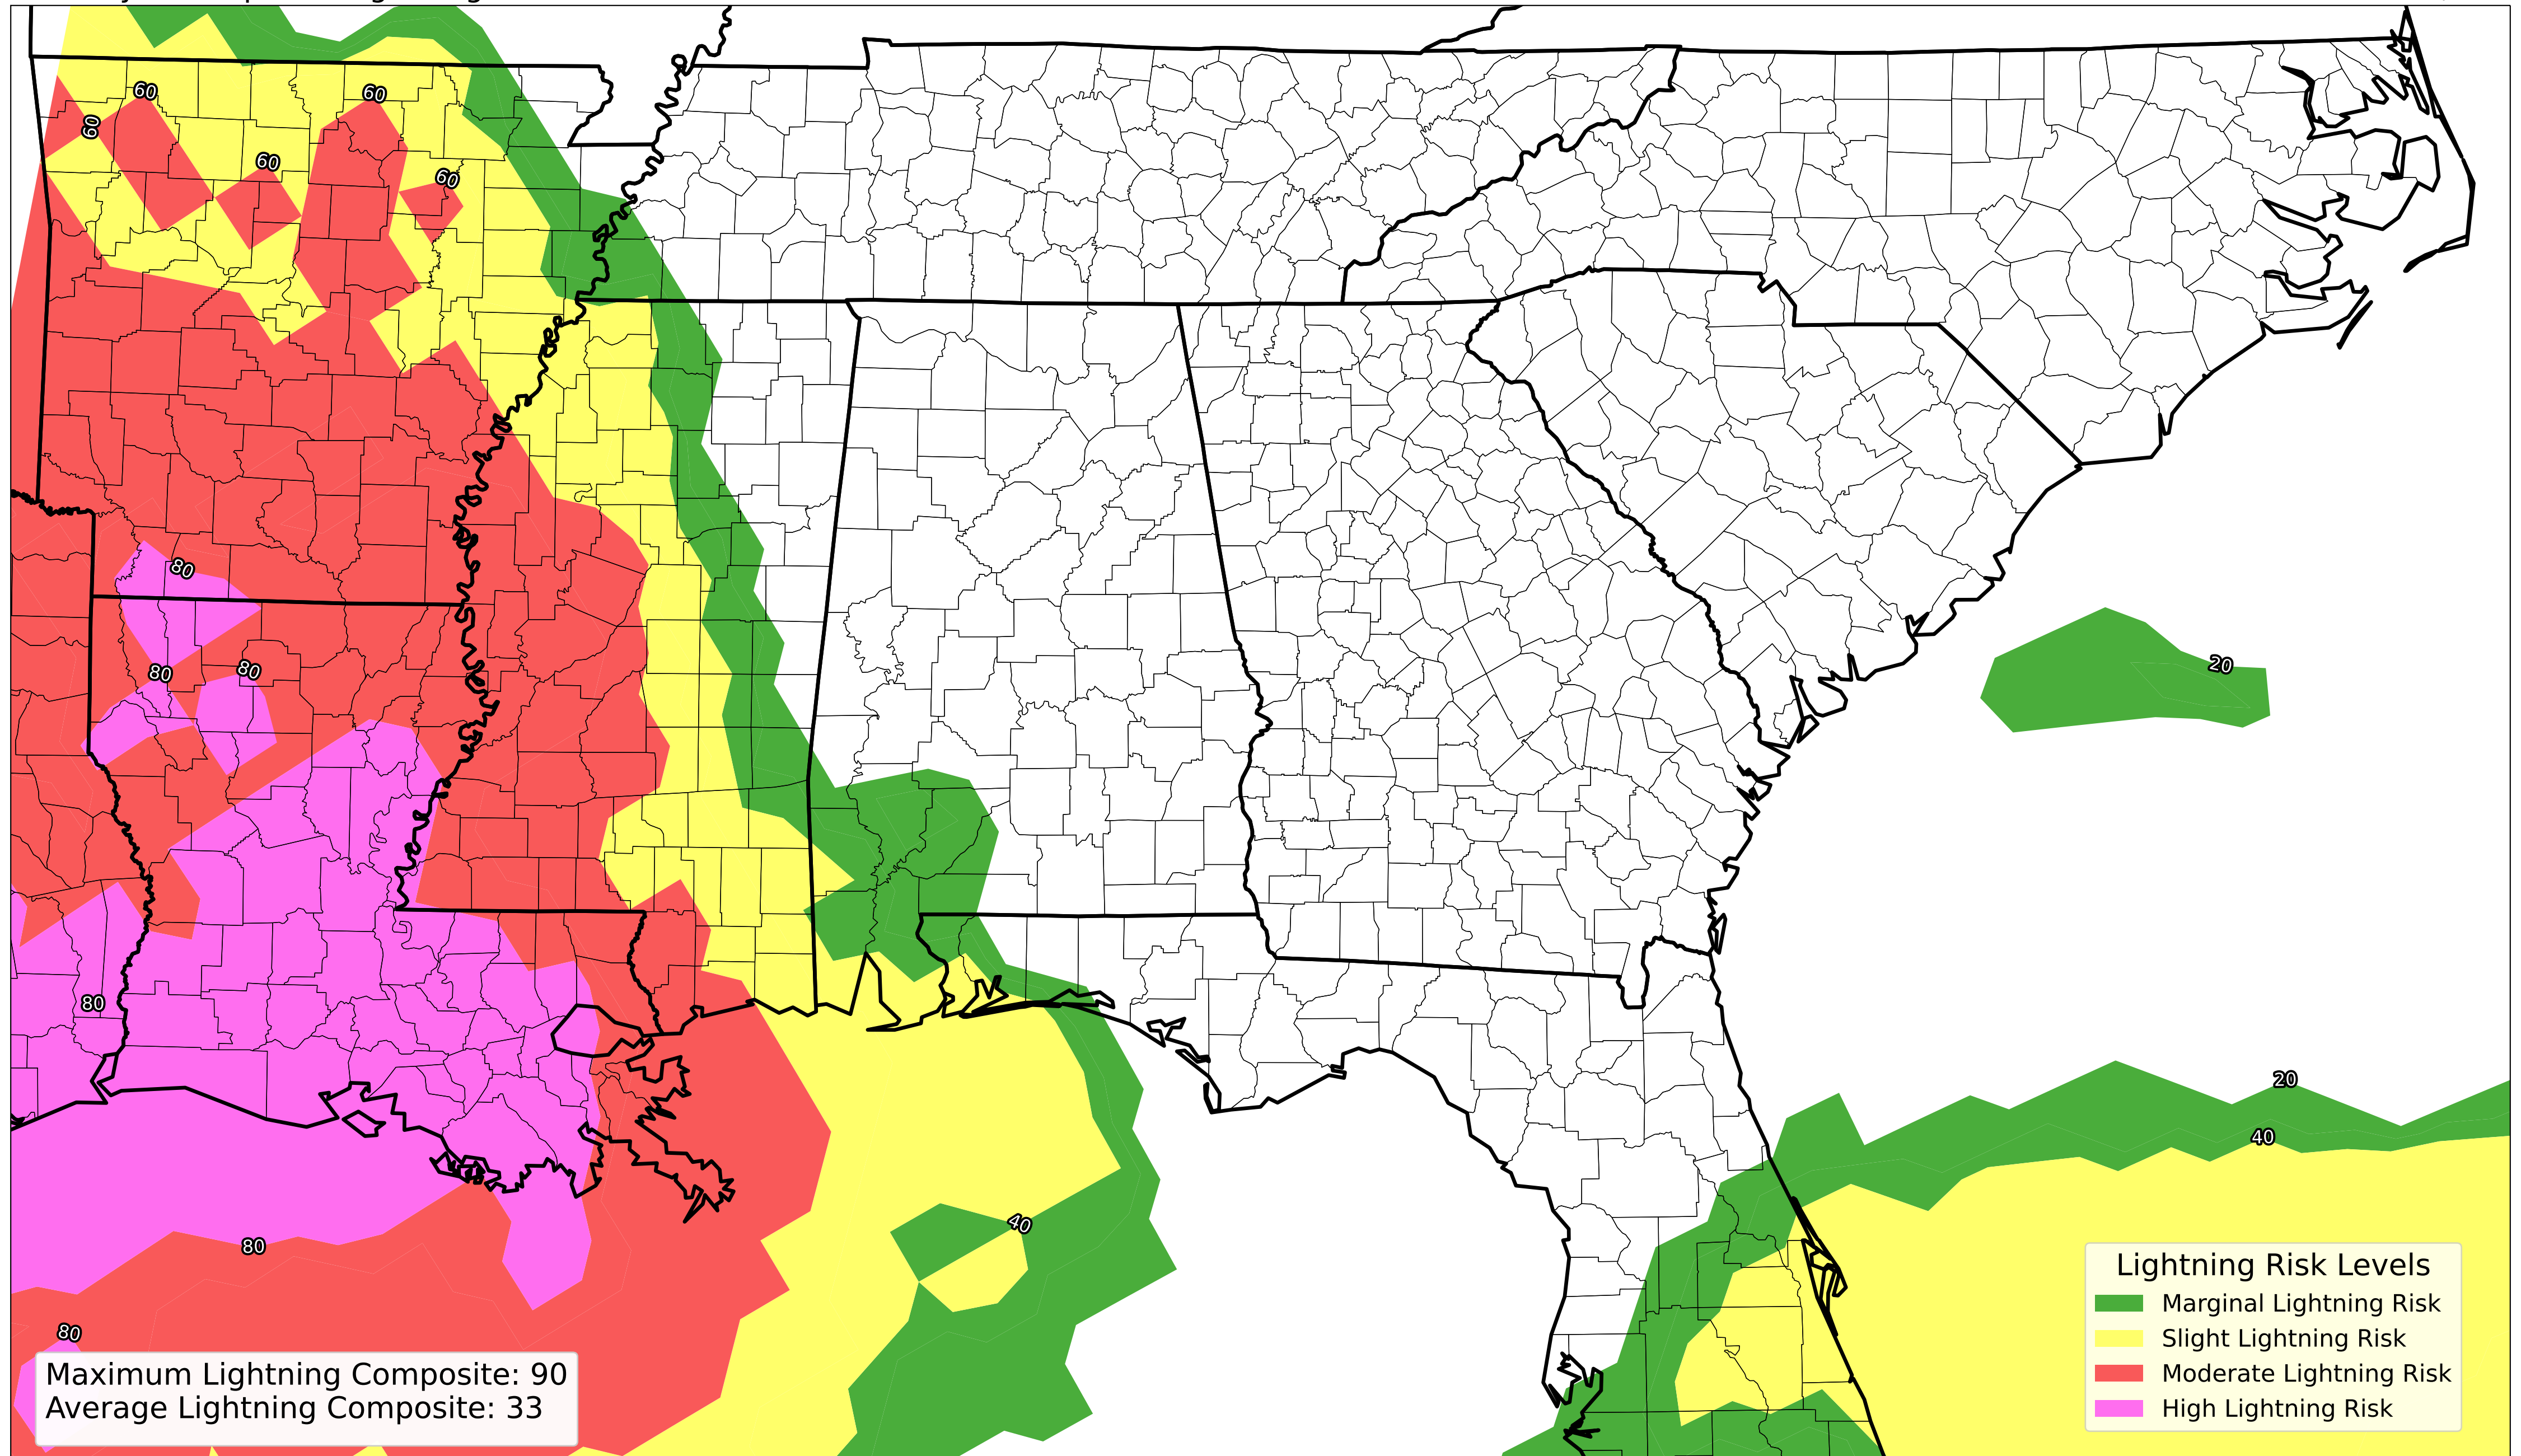 60
60
60
60
60
80
80
80
20
80
20
40
40
80
80
Lightning Risk Levels
Marginal Lightning Risk
Slight Lightning Risk
Moderate Lightning Risk
High Lightning Risk
Maximum Lightning Composite: 90
Average Lightning Composite: 33